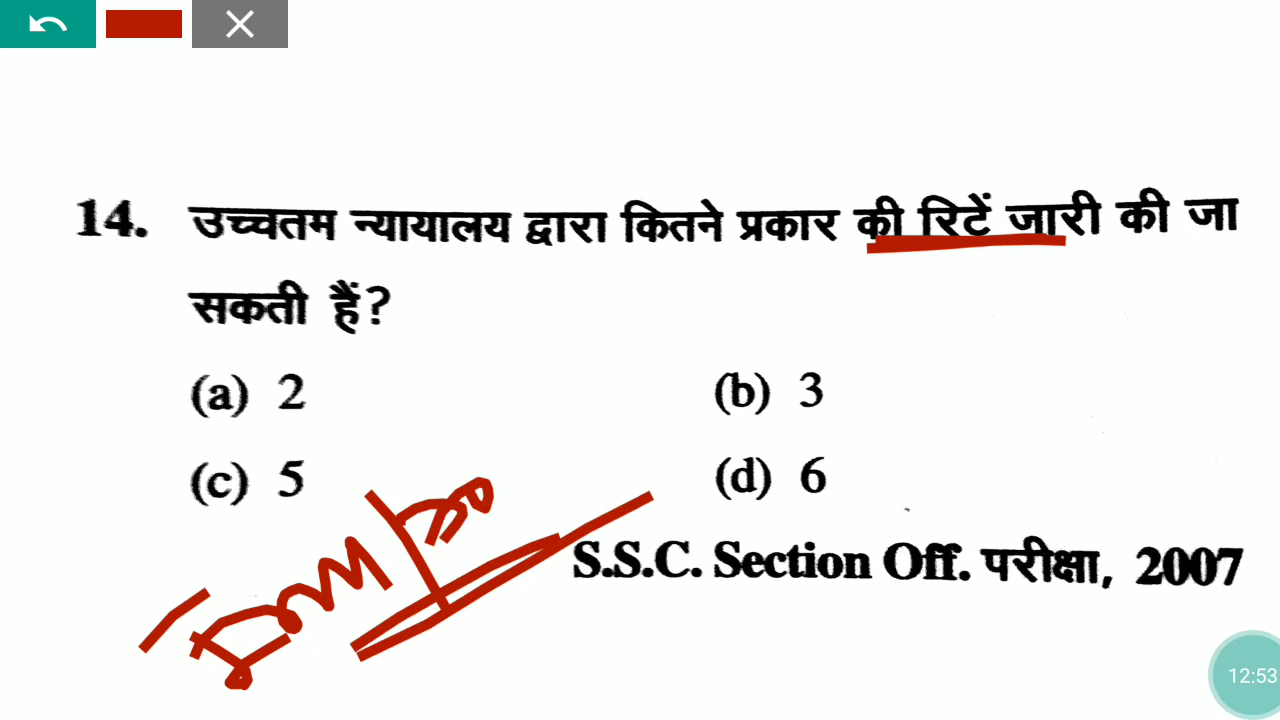 14. उच्चतम न्यायालय द्वारा कितने प्रकार की रिटें जारी की जा
सकती हैं?
(a) 2 (b) 3
(c) 5 (d) 6
S.S.C. Section Off. परीक्षा, 2007
12:53